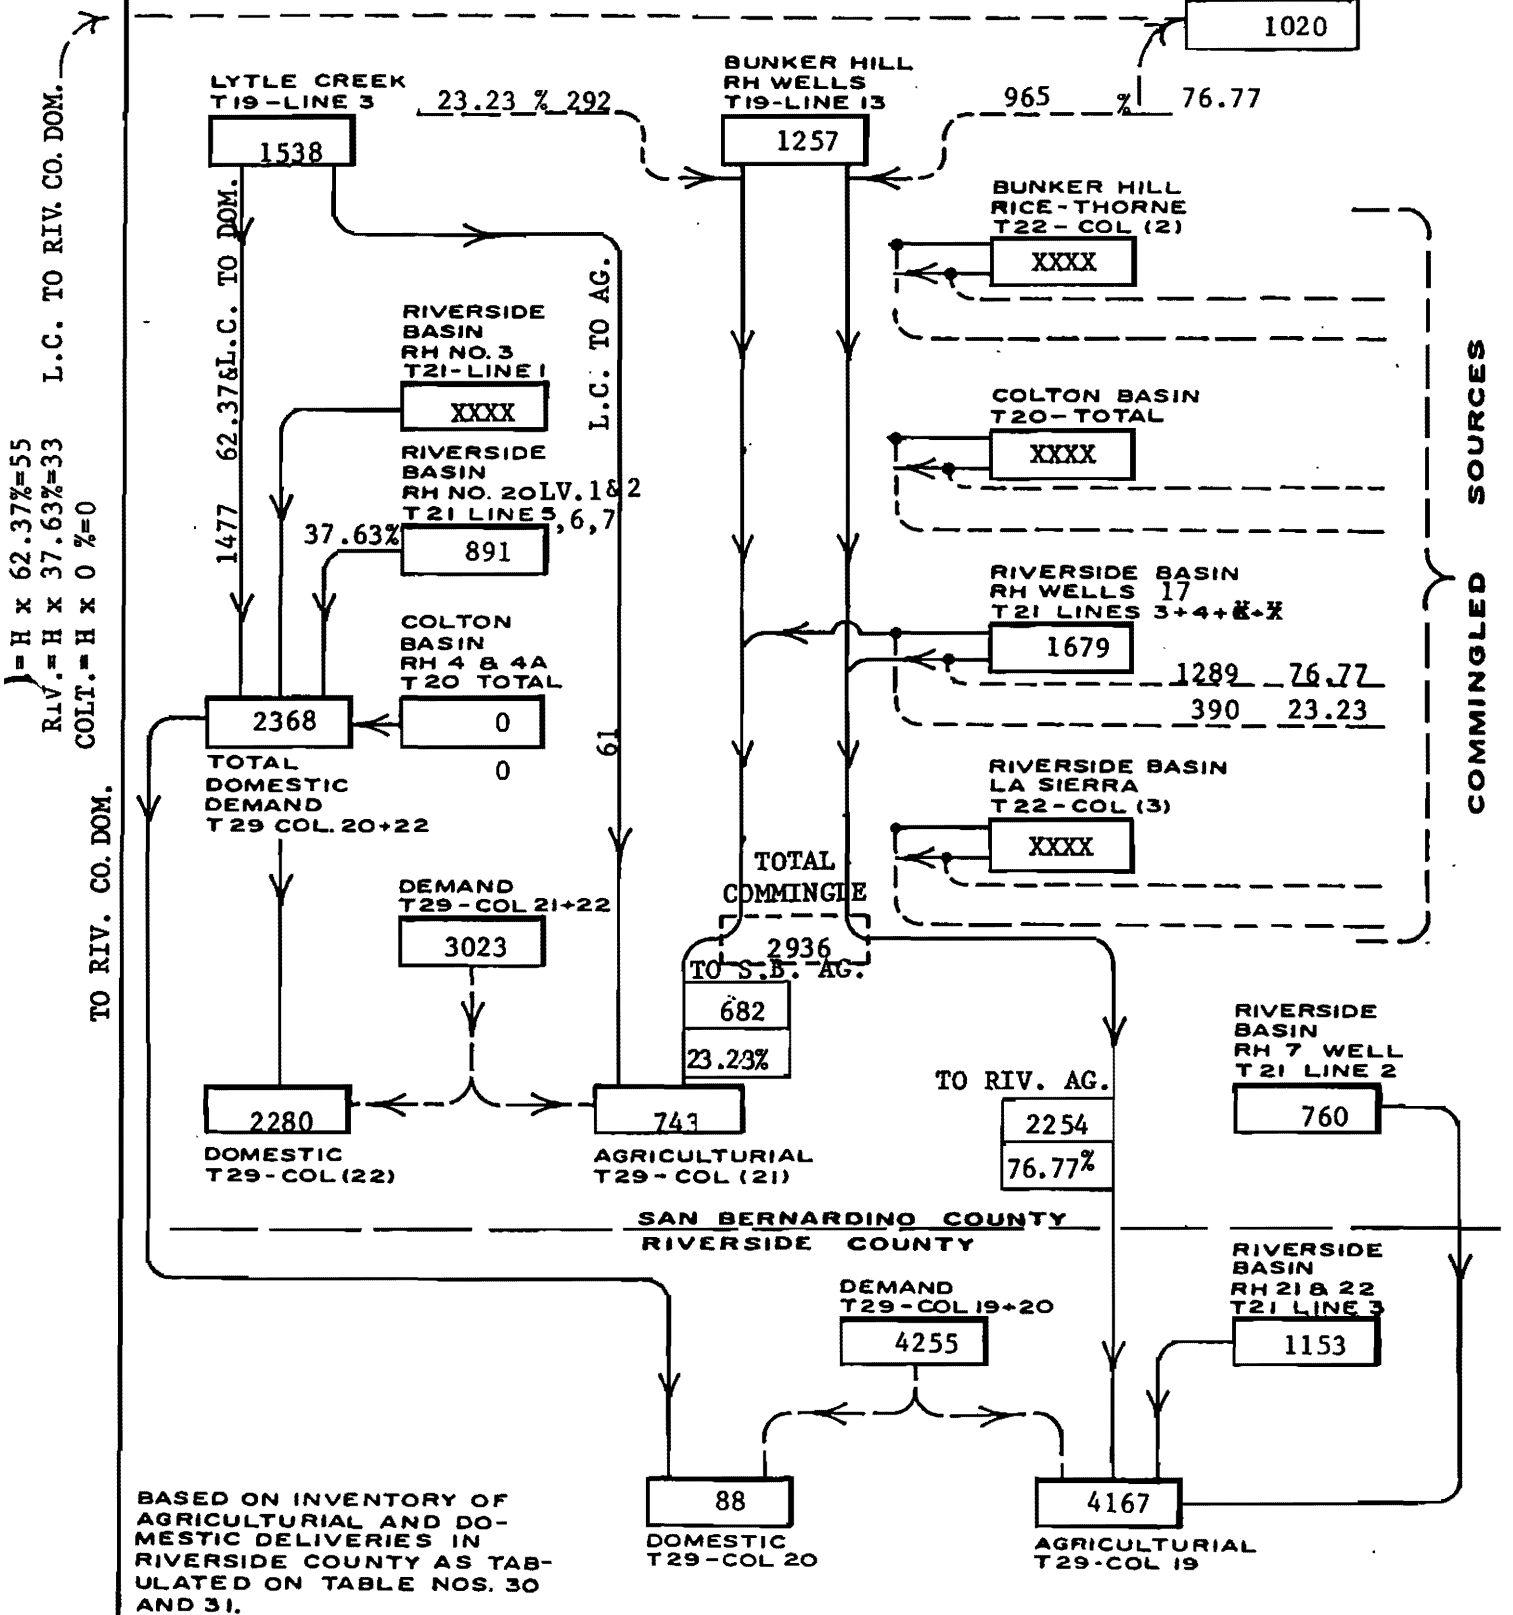 1020
LYTLE CREEK
T19-LINE 3
1538
23.23 % 292
BUNKER HILL
RH WELLS
T19-LINE 13
1257
965 % 76.77
BUNKER HILL
RICE-THORNE
T22-COL (2)
XXXX
L.C. TO RIV. CO. DOM.
62.37&L.C. TO DOM.
1477
L.C. TO AG.
61
RIVERSIDE
BASIN
RH NO. 3
T21-LINE 1
XXXX
COLTON BASIN
T20-TOTAL
XXXX
RIVERSIDE
BASIN
RH NO. 20LV.1&2
T21 LINE5,6,7
37.63%
891
=H x 62.37%=55
RIV.=H x 37.63%=33
COLT.=H x 0 %=0
RIVERSIDE BASIN
RH WELLS 17
T21 LINES 3+4+
1679
1289 76.77
390 23.23
COMMINGLED SOURCES
COLTON
BASIN
RH 4 & 4A
T20 TOTAL
0
0
2368
TOTAL
DOMESTIC
DEMAND
T29 COL. 20+22
RIVERSIDE BASIN
LA SIERRA
T22-COL (3)
XXXX
TO RIV. CO. DOM.
TOTAL
COMMINGLE
2936
TO S.B. AG.
682
23.23%
DEMAND
T29-COL 21+22
3023
2280
DOMESTIC
T29-COL (22)
743
AGRICULTURIAL
T29-COL (21)
TO RIV. AG.
2254
76.77%
RIVERSIDE
BASIN
RH 7 WELL
T21 LINE 2
760
SAN BERNARDINO COUNTY
RIVERSIDE COUNTY
RIVERSIDE
BASIN
RH 21 & 22
T21 LINE 3
1153
DEMAND
T29-COL 19+20
4255
88
DOMESTIC
T29-COL 20
4167
AGRICULTURIAL
T29-COL 19
BASED ON INVENTORY OF
AGRICULTURIAL AND DO-
MESTIC DELIVERIES IN
RIVERSIDE COUNTY AS TAB-
ULATED ON TABLE NOS. 30
AND 31.